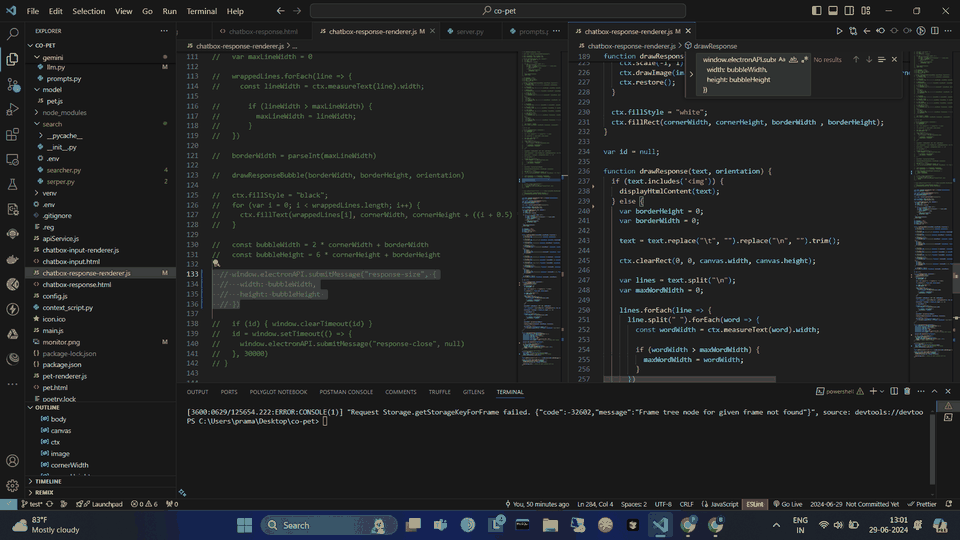 File Edit Selection View Go Run Terminal Help
co-pet
EXPLORER
CO-PET
gemini
llm.py M
prompts.py
model
pet.js
node_modules
search
__pycache__
__init__.py
.env
searcher.py 4
serper.py 2
venv
.env
.gitignore
.reg
apiService.js
chatbox-input-renderer.js
chatbox-input.html
chatbox-response-renderer.js M
chatbox-response.html
config.js
context_script.py
icon.ico
main.js
monitor.png M
package-lock.json
package.json
pet-renderer.js
pet.html
poetry.lock
OUTLINE
body
canvas
ctx
image
cornerWidth
TIMELINE
REMIX
chatbox-response.html
chatbox-response-renderer.js M
server.py
prompts.
chatbox-response-renderer.js > ...
111 // var maxLineWidth = 0
112
113 // wrappedLines.forEach(line => {
114 // const lineWidth = ctx.measureText(line).width;
115
116 // if (lineWidth > maxLineWidth) {
117 // maxLineWidth = lineWidth;
118 // }
119 // })
120
121 // borderWidth = parseInt(maxLineWidth)
122
123 // drawResponseBubble(borderWidth, borderHeight, orientation)
124
125 // ctx.fillStyle = "black";
126 // for (var i = 0; i < wrappedLines.length; i++) {
127 // ctx.fillText(wrappedLines[i], cornerWidth, cornerHeight + ((i + 0.5)
128 // }
129
130 // const bubbleWidth = 2 * cornerWidth + borderWidth
131 // const bubbleHeight = 6 * cornerHeight + borderHeight
132
133 // window.electronAPI.submitMessage("response-size", {
134 // width: bubbleWidth,
135 // height: bubbleHeight
136 // })
137
138 // if (id) { window.clearTimeout(id) }
139 // id = window.setTimeout(() => {
140 // window.electronAPI.submitMessage("response-close", null)
141 // }, 30000)
142 // }
143
chatbox-response-renderer.js M
chatbox-response-renderer.js > drawResponse
window.electronAPI.sub
width: bubbleWidth,
height: bubbleHeight
})
No results
189 function drawRespon
229 ctx.scale(-1, 1
230 ctx.drawImage(im
231 ctx.restore();
232 }
ctx.fillStyle = "white";
231 ctx.fillRect(cornerWidth, cornerHeight, borderWidth , borderHeight);
232 }
233
234 var id = null;
235
236 function drawResponse(text, orientation) {
237 if (text.includes('<img')) {
238 displayHtmlContent(text);
239 } else {
240 var borderHeight = 0;
241 var borderWidth = 0;
242
243 text = text.replace("\t", "").replace("\n", "").trim();
244
245 ctx.clearRect(0, 0, canvas.width, canvas.height);
246
247 var lines = text.split("\n");
248 var maxWordWidth = 0;
249
250 lines.forEach(line => {
251 line.split(" ").forEach(word => {
252 const wordWidth = ctx.measureText(word).width;
253
254 if (wordWidth > maxWordWidth) {
255 maxWordWidth = wordWidth;
256 }
257 })
OUTPUT PORTS POLYGLOT NOTEBOOK POSTMAN CONSOLE COMMENTS TRUFFLE GITLENS TERMINAL
powershell
[3600:0629/125654.222:ERROR:CONSOLE(1)] "Request Storage.getStorageKeyForFrame failed. {"code":-32602,"message":"Frame tree node for given frame not found"}", source: devtools://devtoo
PS C:\Users\prama\Desktop\co-pet>
test* Launchpad 0 6 0 You, 50 minutes ago Ln 284, Col 4 Spaces: 2 UTF-8 CRLF JavaScript ESLint Go Live 2024-06-29 Not Committed Yet Prettier
83°F
Mostly cloudy
Search
ENG
IN
13:01
29-06-2024